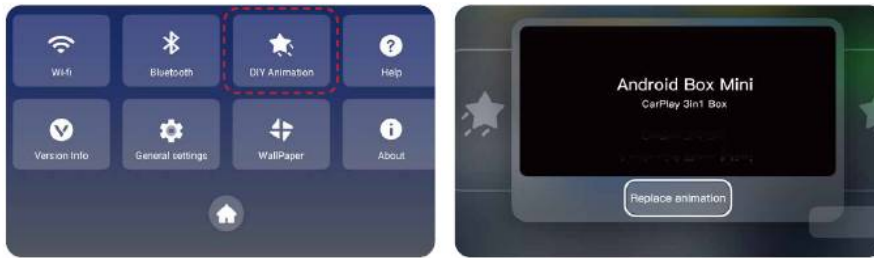 Wi-fi
Bluetooth
DIY Animation
Help
Version Info
General settings
WallPaper
About
Android Box Mini
CarPlay 3in1 Box
Replace animation